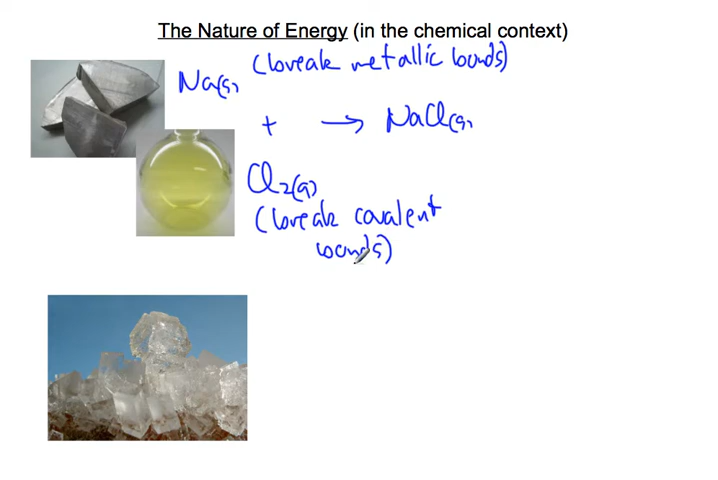 The Nature of Energy (in the chemical context)
Na(s) (break metallic bonds)
+ → NaCl(s)
Cl₂(g)
(break covalent
bonds)